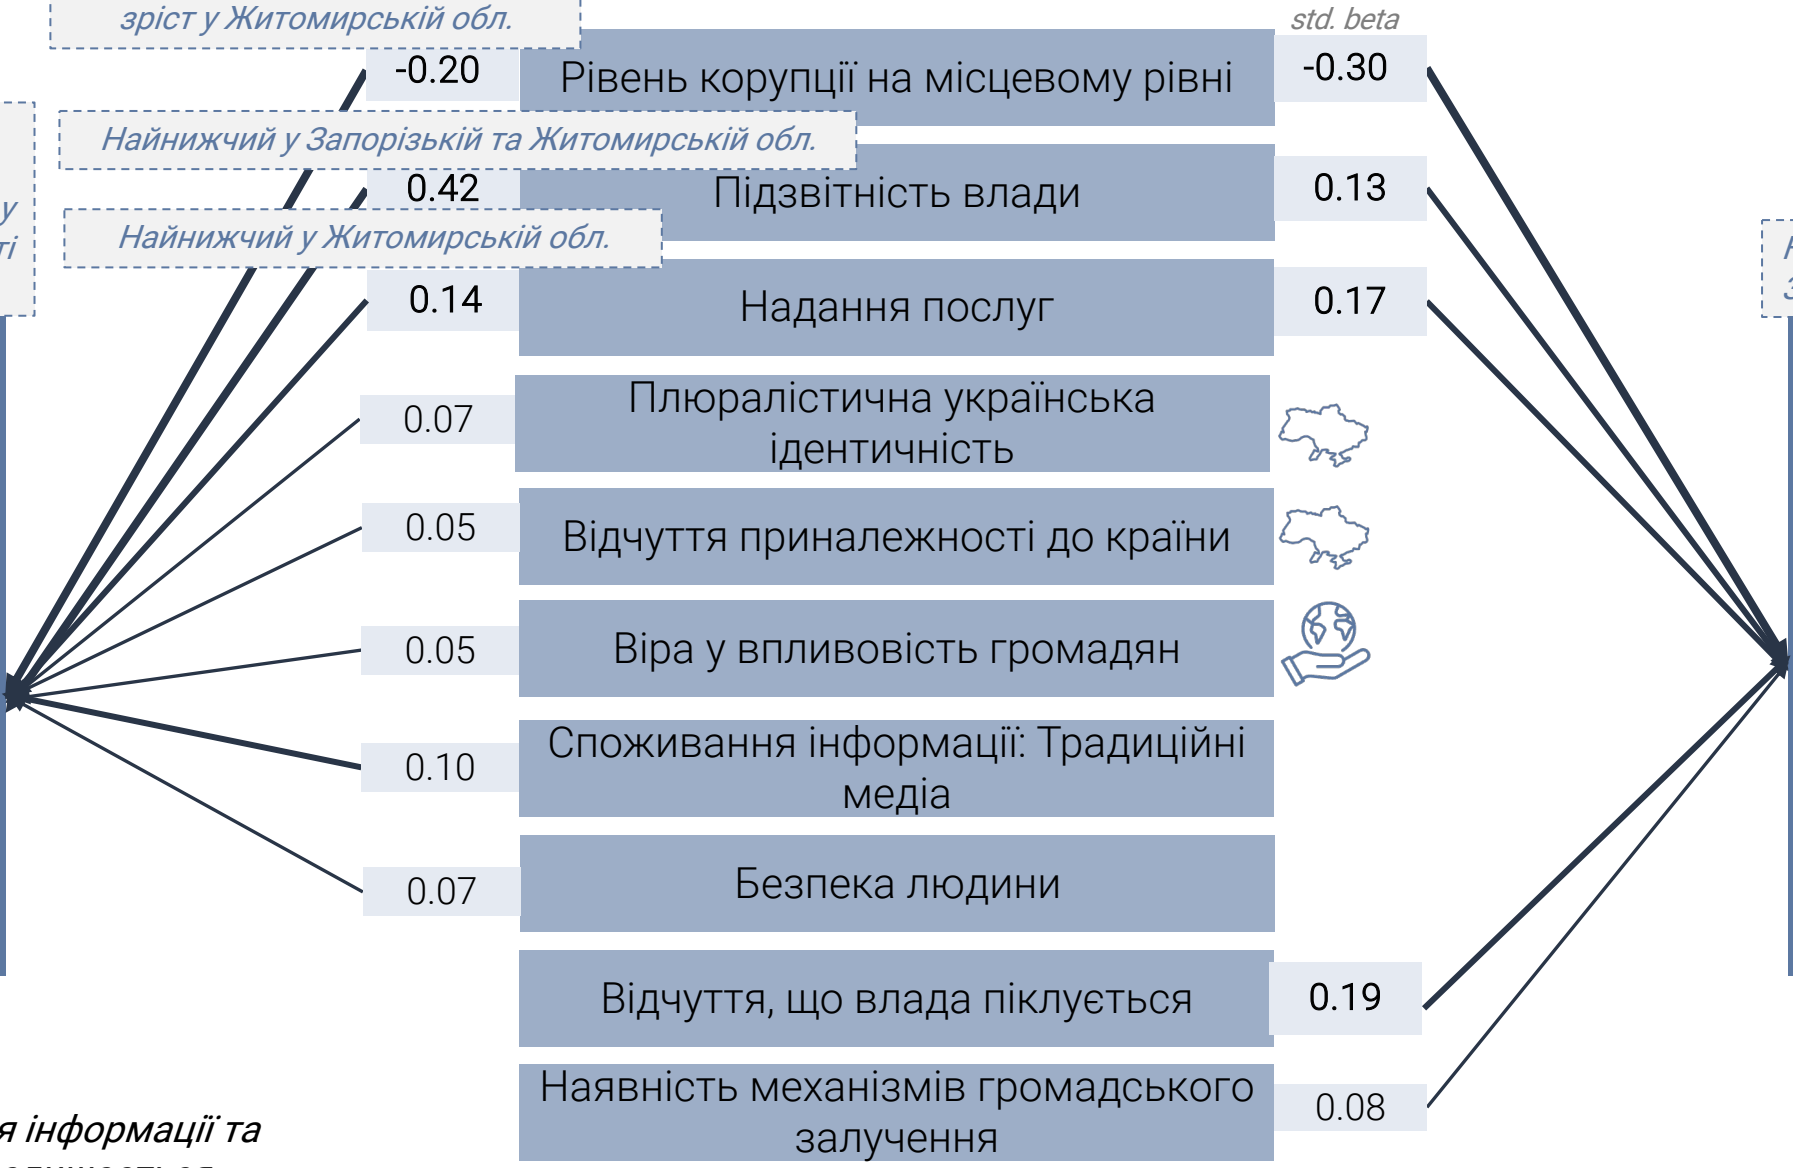 зріст у Житомирській обл.
std. beta
-0.20
Рівень корупції на місцевому рівні
-0.30
Найнижчий у Запорізькій та Житомирській обл.
0.42
Підзвітність влади
0.13
у
ті
Найнижчий у Житомирській обл.
0.14
Надання послуг
0.17
0.07
Плюралістична українська
ідентичність
0.05
Відчуття приналежності до країни
0.05
Віра у впливовість громадян
0.10
Споживання інформації: Традиційні
медіа
0.07
Безпека людини
Відчуття, що влада піклується
0.19
Наявність механізмів громадського
залучення
0.08
я інформації та